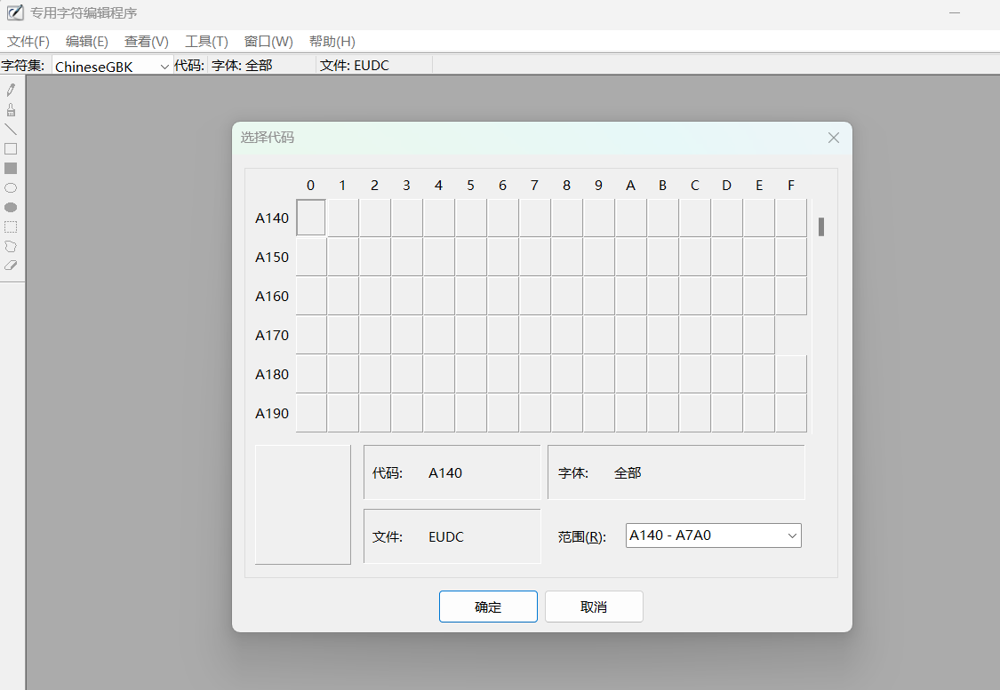 专用字符编辑程序
文件(F) 编辑(E) 查看(V) 工具(T) 窗口(W) 帮助(H)
字符集: ChineseGBK 代码: 字体: 全部 文件: EUDC
选择代码
0 1 2 3 4 5 6 7 8 9 A B C D E F
A140
A150
A160
A170
A180
A190
代码: A140 字体: 全部
文件: EUDC 范围(R): A140 - A7A0
确定 取消